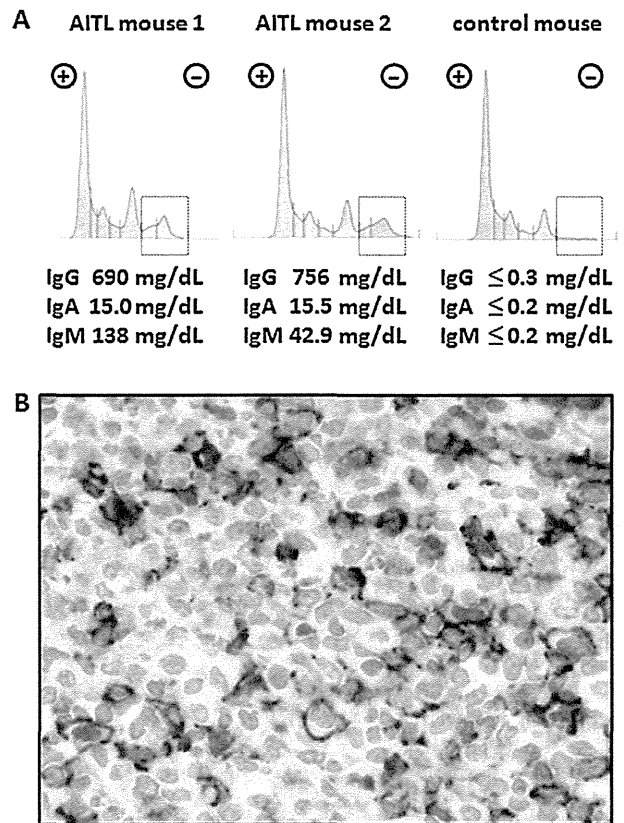 A
AITL mouse 1 AITL mouse 2 control mouse
+ - + - + -
IgG 690 mg/dL IgG 756 mg/dL IgG ≤0.3 mg/dL
IgA 15.0 mg/dL IgA 15.5 mg/dL IgA ≤0.2 mg/dL
IgM 138 mg/dL IgM 42.9 mg/dL IgM ≤0.2 mg/dL
B